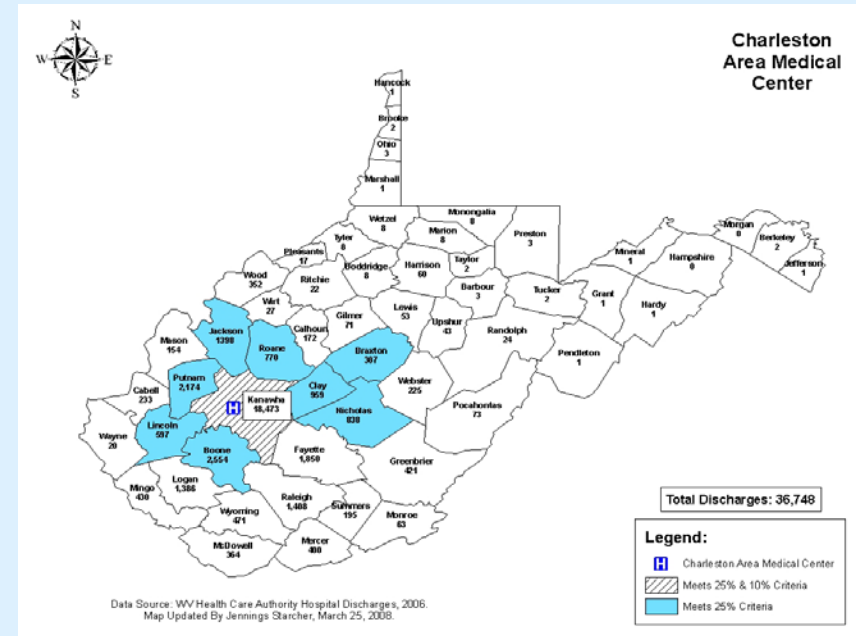 N
W
E
S
Charleston
Area Medical
Center
Hancock
1
Brooke
2
Ohio
3
Marshall
1
Wetzel
8
Monongalia
8
Marion
8
Preston
3
Morgan
0
Berkeley
2
Jefferson
1
Mineral
1
Hampshire
0
Tyler
8
Pleasants
17
Doddridge
8
Harrison
60
Taylor
2
Barbour
3
Tucker
2
Grant
1
Hardy
1
Wood
352
Ritchie
22
Wirt
27
Calhoun
172
Gilmer
71
Lewis
53
Upshur
43
Randolph
24
Pendleton
1
Mason
154
Jackson
1398
Roane
770
Braxton
387
Webster
225
Pocahontas
73
Putnam
2,174
Clay
959
Cabell
233
Kanawha
18,473
H
Nicholas
838
Wayne
20
Lincoln
597
Boone
2,554
Fayette
1,850
Greenbrier
421
Mingo
430
Logan
1,386
Raleigh
1,488
Summers
195
Monroe
63
Wyoming
471
McDowell
364
Mercer
400
Total Discharges: 36,748
Legend:
H Charleston Area Medical Center
Meets 25% & 10% Criteria
Meets 25% Criteria
Data Source: WV Health Care Authority Hospital Discharges, 2006.
Map Updated By Jennings Starcher, March 25, 2008.